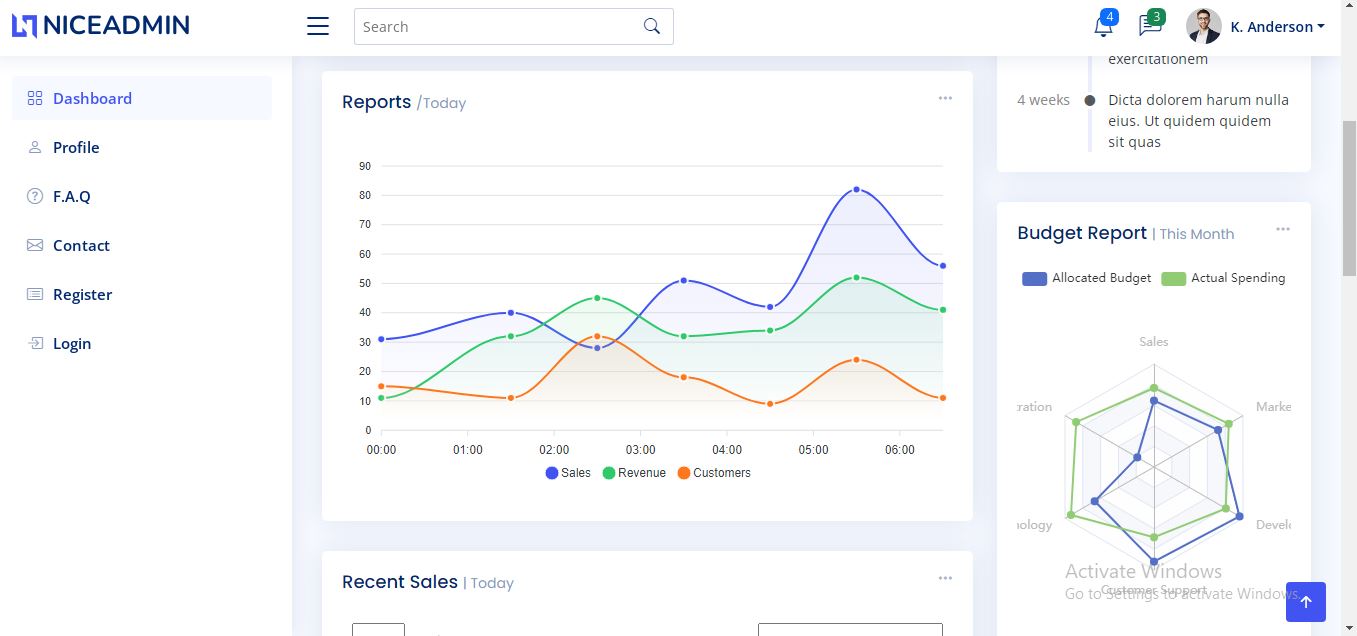 NICEADMIN
Search
4
3
K. Anderson
Dashboard
Profile
F.A.Q
Contact
Register
Login
Reports /Today
90
80
70
60
50
40
30
20
10
0
00:00 01:00 02:00 03:00 04:00 05:00 06:00
Sales Revenue Customers
Recent Sales | Today
exercitationem
4 weeks
Dicta dolorem harum nulla
eius. Ut quidem quidem
sit quas
Budget Report | This Month
Allocated Budget Actual Spending
Sales
ration
Marke
nology
Develo
Customer Support
Activate Windows
Go to Settings to activate Windows.